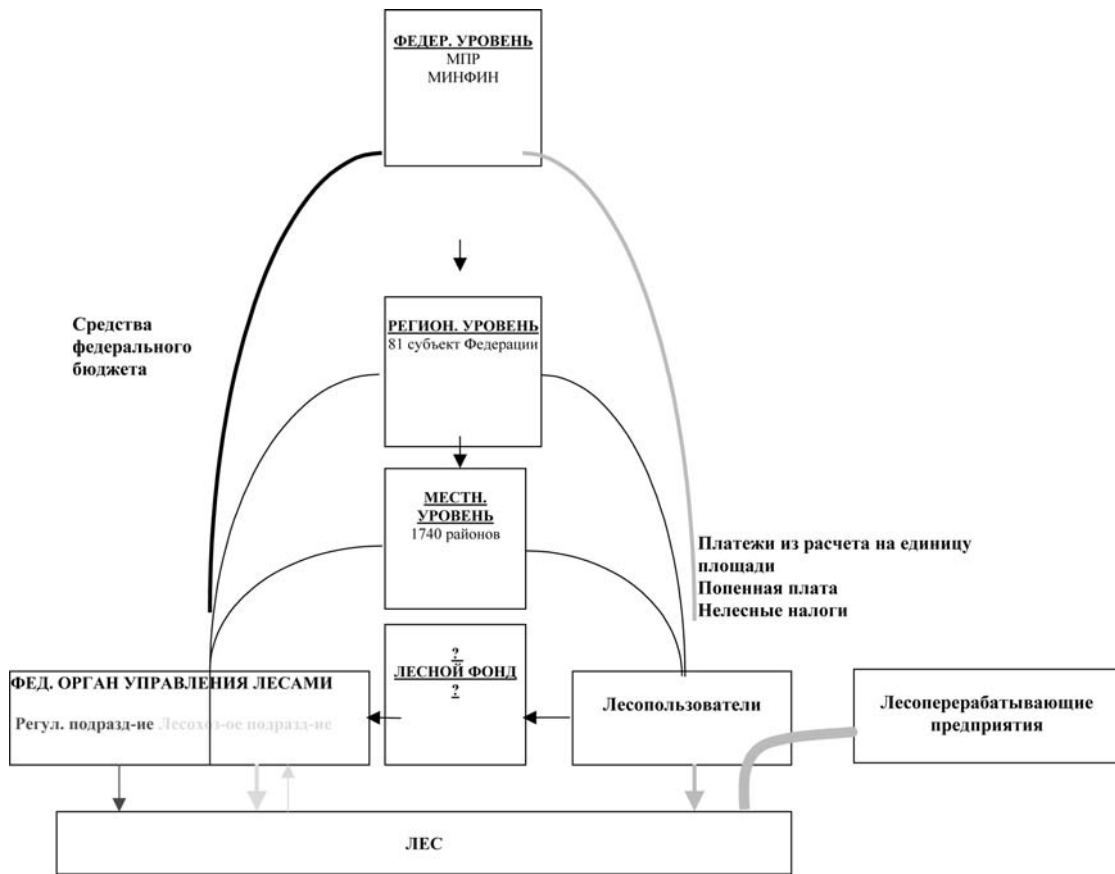 ФЕДЕР. УРОВЕНЬ
МПР
МИНФИН
Средства
федерального
бюджета
РЕГИОН. УРОВЕНЬ
81 субъект Федерации
МЕСТН.
УРОВЕНЬ
1740 районов
Платежи из расчета на единицу
площади
Попенная плата
Нелесные налоги
?
ЛЕСНОЙ ФОНД
?
ФЕД. ОРГАН УПРАВЛЕНИЯ ЛЕСАМИ
Регул. подразд-ие Лесохоз-ое подразд-ие
Лесопользователи
Лесоперерабатывающие
предприятия
ЛЕС